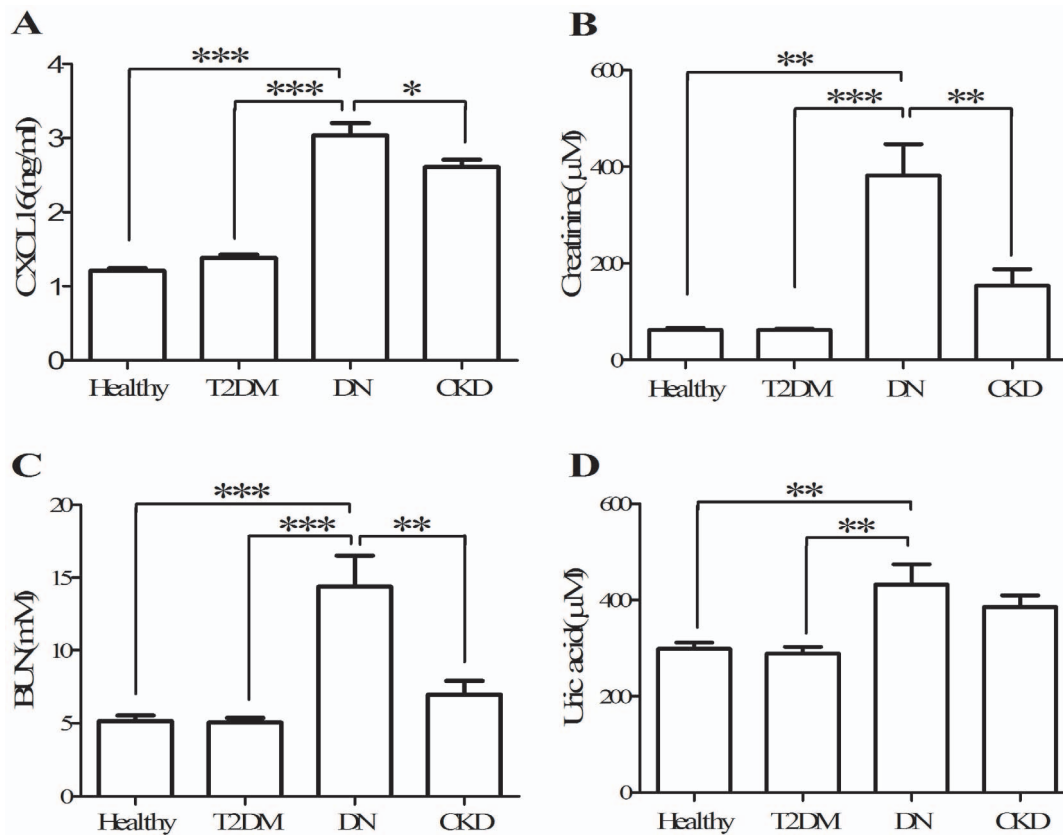 A
4
3
2
1
0
CXCL16(ng/ml)
***
***
*
Healthy
T2DM
DN
CKD
B
600
400
200
0
Creatinine(μM)
**
***
**
Healthy
T2DM
DN
CKD
C
20
15
10
5
0
BUN(mM)
***
***
**
Healthy
T2DM
DN
CKD
D
600
400
200
0
Uric acid(μM)
**
**
Healthy
T2DM
DN
CKD